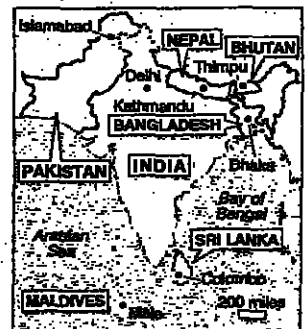 Islamabad
NEPAL
BHUTAN
Thimpu
Delhi
Kathmandu
BANGLADESH
Dhaka
PAKISTAN
INDIA
Bay of
Bengal
Arabian
Sea
SRI LANKA
Colombo
MALDIVES
Male
200 miles